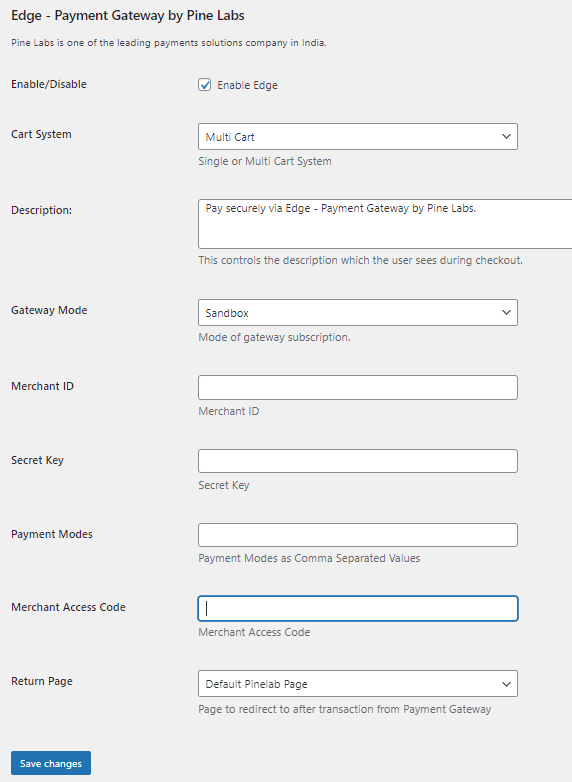 Edge - Payment Gateway by Pine Labs
Pine Labs is one of the leading payments solutions company in India.
Enable/Disable
Enable Edge
Cart System
Multi Cart
Single or Multi Cart System
Description:
Pay securely via Edge - Payment Gateway by Pine Labs.
This controls the description which the user sees during checkout.
Gateway Mode
Sandbox
Mode of gateway subscription.
Merchant ID
Merchant ID
Secret Key
Secret Key
Payment Modes
Payment Modes as Comma Separated Values
Merchant Access Code
Merchant Access Code
Return Page
Default Pinelab Page
Page to redirect to after transaction from Payment Gateway
Save changes